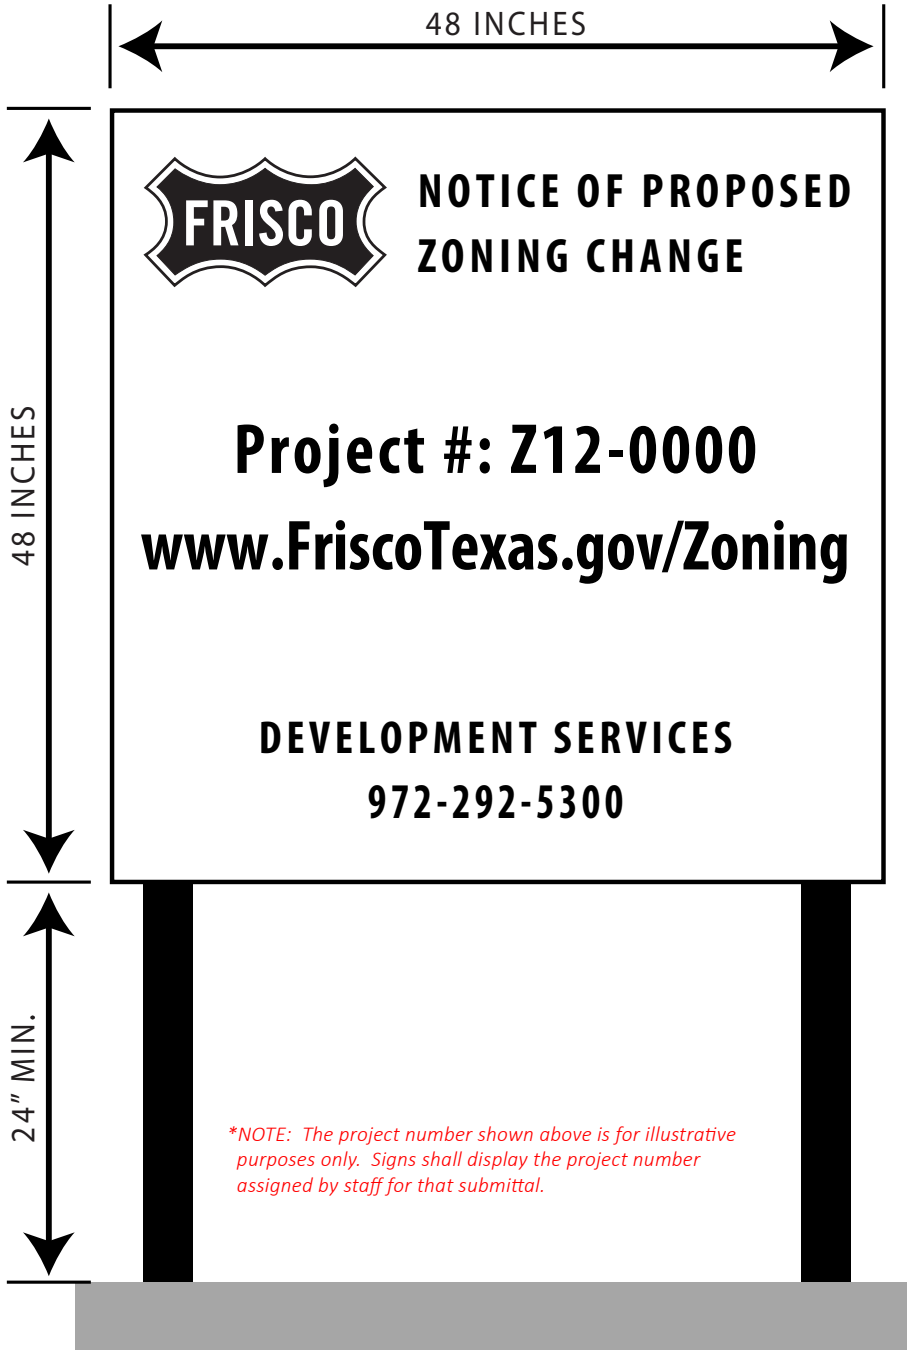 48 INCHES
FRISCO
NOTICE OF PROPOSED
ZONING CHANGE
48 INCHES
Project #: Z12-0000
www.FriscoTexas.gov/Zoning
DEVELOPMENT SERVICES
972-292-5300
24” MIN.
*NOTE:  The project number shown above is for illustrative
purposes only.  Signs shall display the project number
assigned by staff for that submittal.